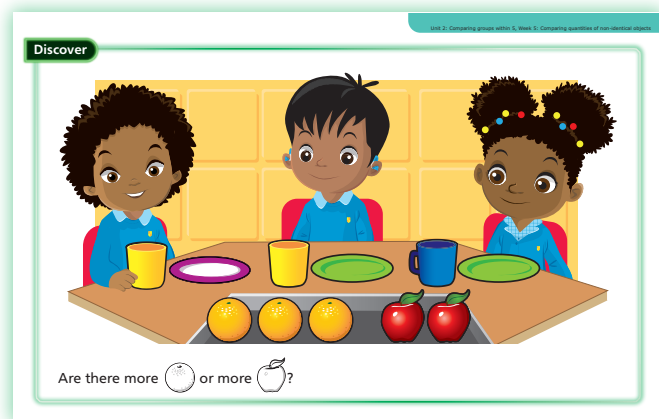 Unit 2: Comparing groups within 5, Week 5: Comparing quantities of non-identical objects
Discover
Are there more or more ?